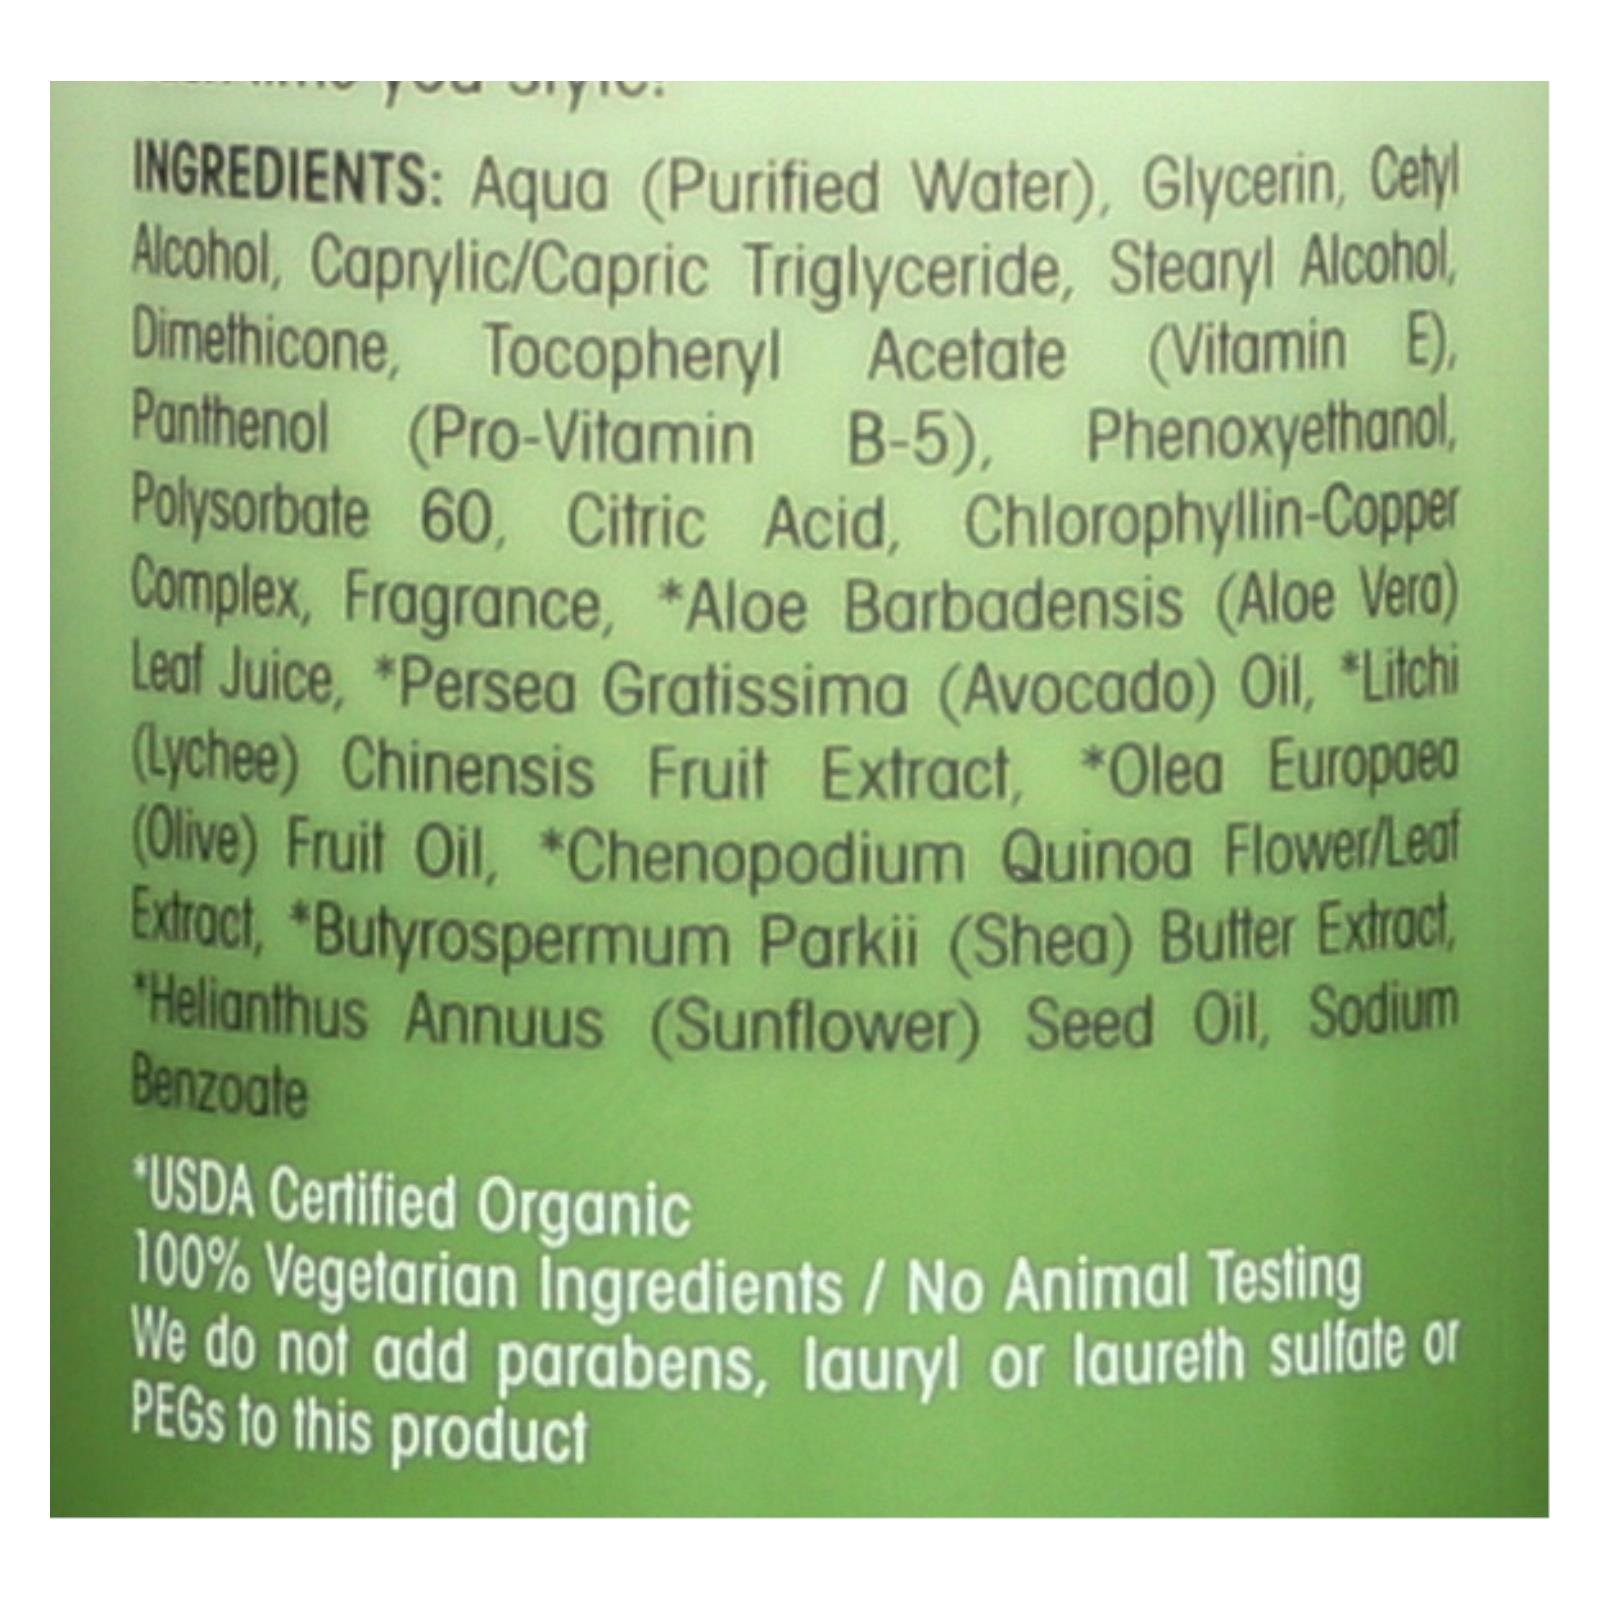 you style.
INGREDIENTS: Aqua (Purified Water), Glycerin, Cetyl
Alcohol, Caprylic/Capric Triglyceride, Stearyl Alcohol,
Dimethicone, Tocopheryl Acetate (Vitamin E),
Panthenol (Pro-Vitamin B-5), Phenoxyethanol,
Polysorbate 60, Citric Acid, Chlorophyllin-Copper
Complex, Fragrance, *Aloe Barbadensis (Aloe Vera)
Leaf Juice, *Persea Gratissima (Avocado) Oil, *Litchi
(Lychee) Chinensis Fruit Extract, *Olea Europaea
(Olive) Fruit Oil, *Chenopodium Quinoa Flower/Leaf
Extract, *Butyrospermum Parkii (Shea) Butter Extract,
*Helianthus Annuus (Sunflower) Seed Oil, Sodium
Benzoate
*USDA Certified Organic
100% Vegetarian Ingredients / No Animal Testing
We do not add parabens, lauryl or laureth sulfate or
PEGs to this product